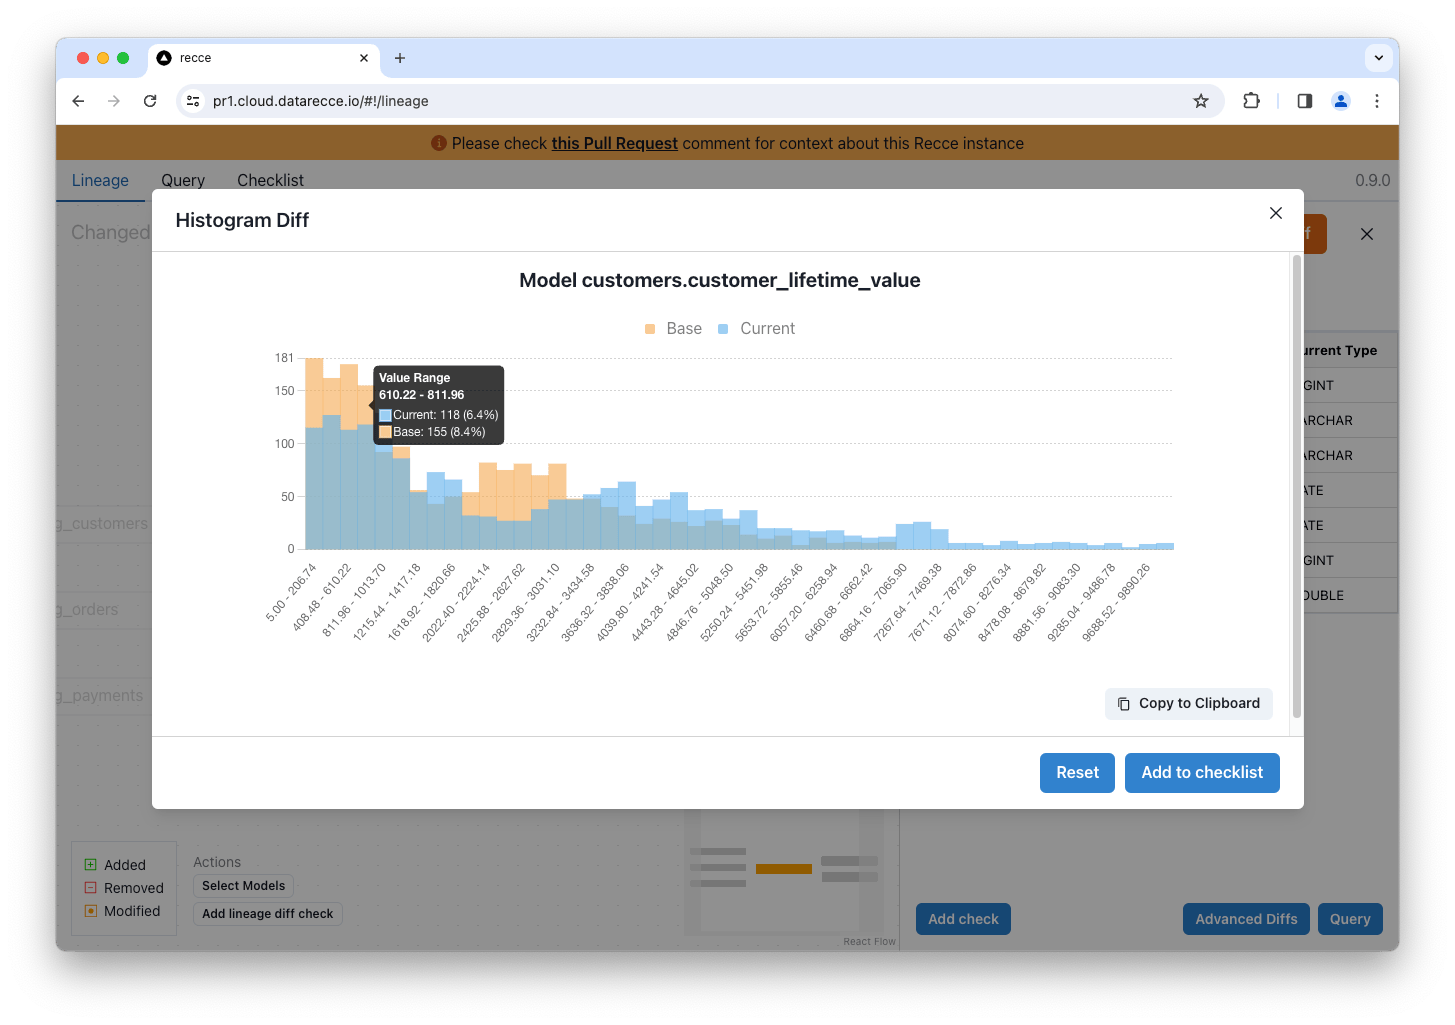 recce
pr1.cloud.datarecce.io/#!/lineage
Please check this Pull Request comment for context about this Recce instance
Lineage Query Checklist 0.9.0
Changed
Histogram Diff
f
Model customers.customer_lifetime_value
Base Current
181
150
100
50
0
Value Range
610.22 - 811.96
Current: 118 (6.4%)
Base: 155 (8.4%)
5.00 - 206.74
408.48 - 610.22
811.96 - 1013.70
1215.44 - 1417.18
1618.92 - 1820.66
2022.40 - 2224.14
2425.88 - 2627.62
2829.36 - 3031.10
3232.84 - 3434.58
3636.32 - 3838.06
4039.80 - 4241.54
4443.28 - 4645.02
4846.76 - 5048.50
5250.24 - 5451.98
5653.72 - 5855.46
6057.20 - 6258.94
6460.68 - 6662.42
6864.16 - 7065.90
7267.64 - 7469.38
7671.12 - 7872.86
8074.60 - 8276.34
8478.08 - 8679.82
8881.56 - 9083.30
9285.04 - 9486.78
9688.52 - 9890.26
urrent Type
GINT
ARCHAR
ARCHAR
ATE
ATE
GINT
OUBLE
g_customers
g_orders
g_payments
Copy to Clipboard
Reset Add to checklist
Added
Removed
Modified
Actions
Select Models
Add lineage diff check
React Flow
Add check Advanced Diffs Query